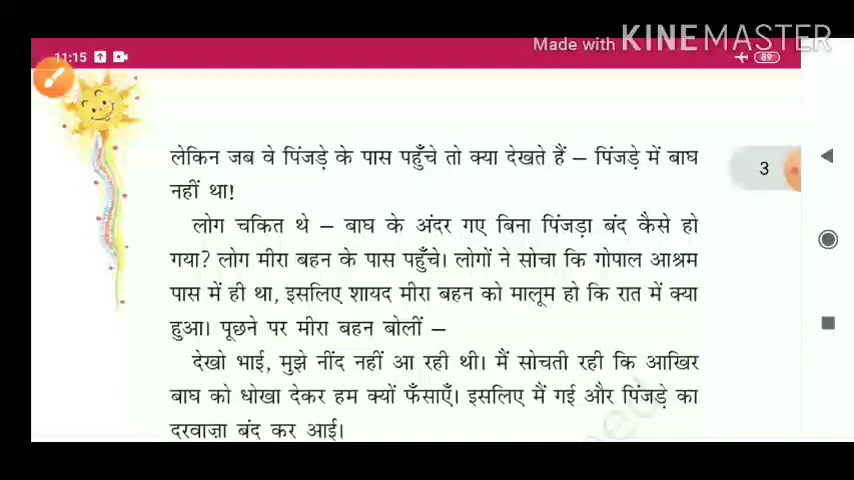 Made with KINEMASTER
11:15
89
लेकिन जब वे पिंजड़े के पास पहुँचे तो क्या देखते हैं – पिंजड़े में बाघ
3
नहीं था!
लोग चकित थे – बाघ के अंदर गए बिना पिंजड़ा बंद कैसे हो
गया? लोग मीरा बहन के पास पहुँचे। लोगों ने सोचा कि गोपाल आश्रम
पास में ही था, इसलिए शायद मीरा बहन को मालूम हो कि रात में क्या
हुआ। पूछने पर मीरा बहन बोलीं –
देखो भाई, मुझे नींद नहीं आ रही थी। मैं सोचती रही कि आखिर
बाघ को धोखा देकर हम क्यों फँसाएँ। इसलिए मैं गई और पिंजड़े का
दरवाज़ा बंद कर आई।